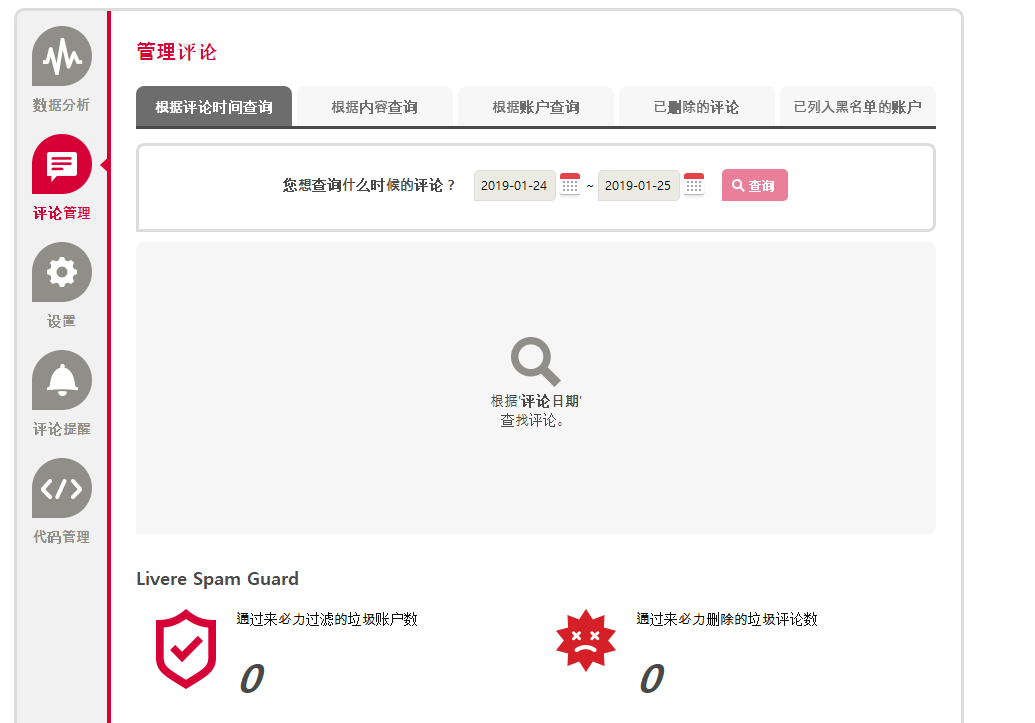 管理评论
数据分析
评论管理
设置
评论提醒
代码管理
根据评论时间查询
根据内容查询
根据账户查询
已删除的评论
已列入黑名单的账户
您想查询什么时候的评论？ 2019-01-24 ~ 2019-01-25 查询
根据'评论日期'
查找评论。
Livere Spam Guard
通过来必力过滤的垃圾账户数
0
通过来必力删除的垃圾评论数
0